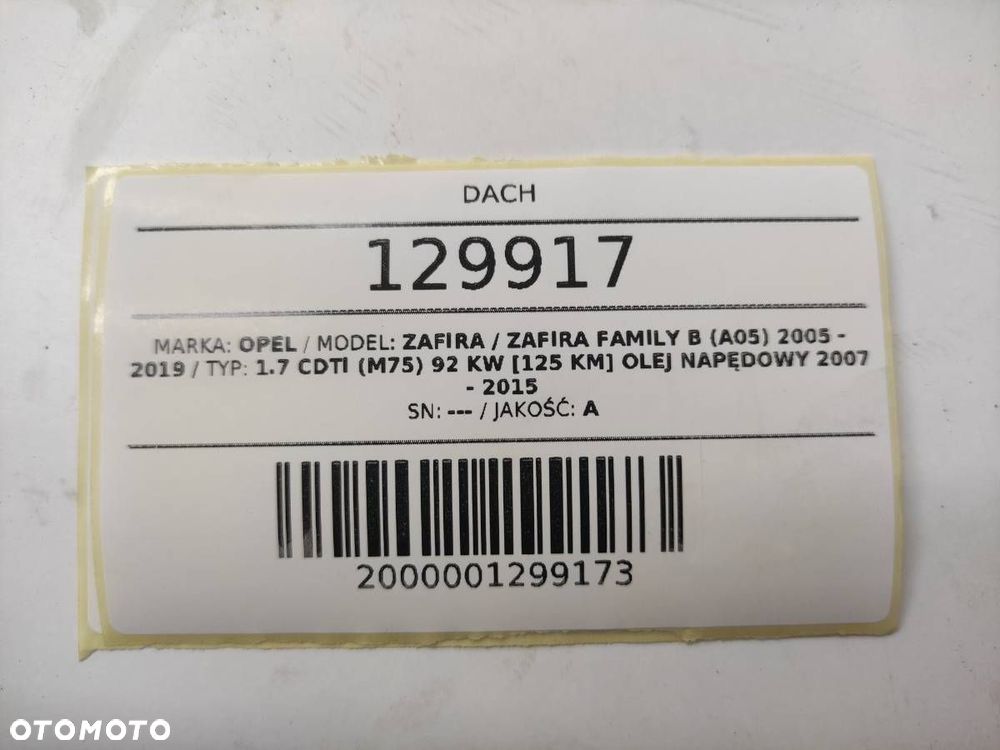 DACH
129917
MARKA: OPEL / MODEL: ZAFIRA / ZAFIRA FAMILY B (A05) 2005 -
2019 / TYP: 1.7 CDTI (M75) 92 KW [125 KM] OLEJ NAPĘDOWY 2007
- 2015
SN: --- / JAKOŚĆ: A
2000001299173
OTOMOTO